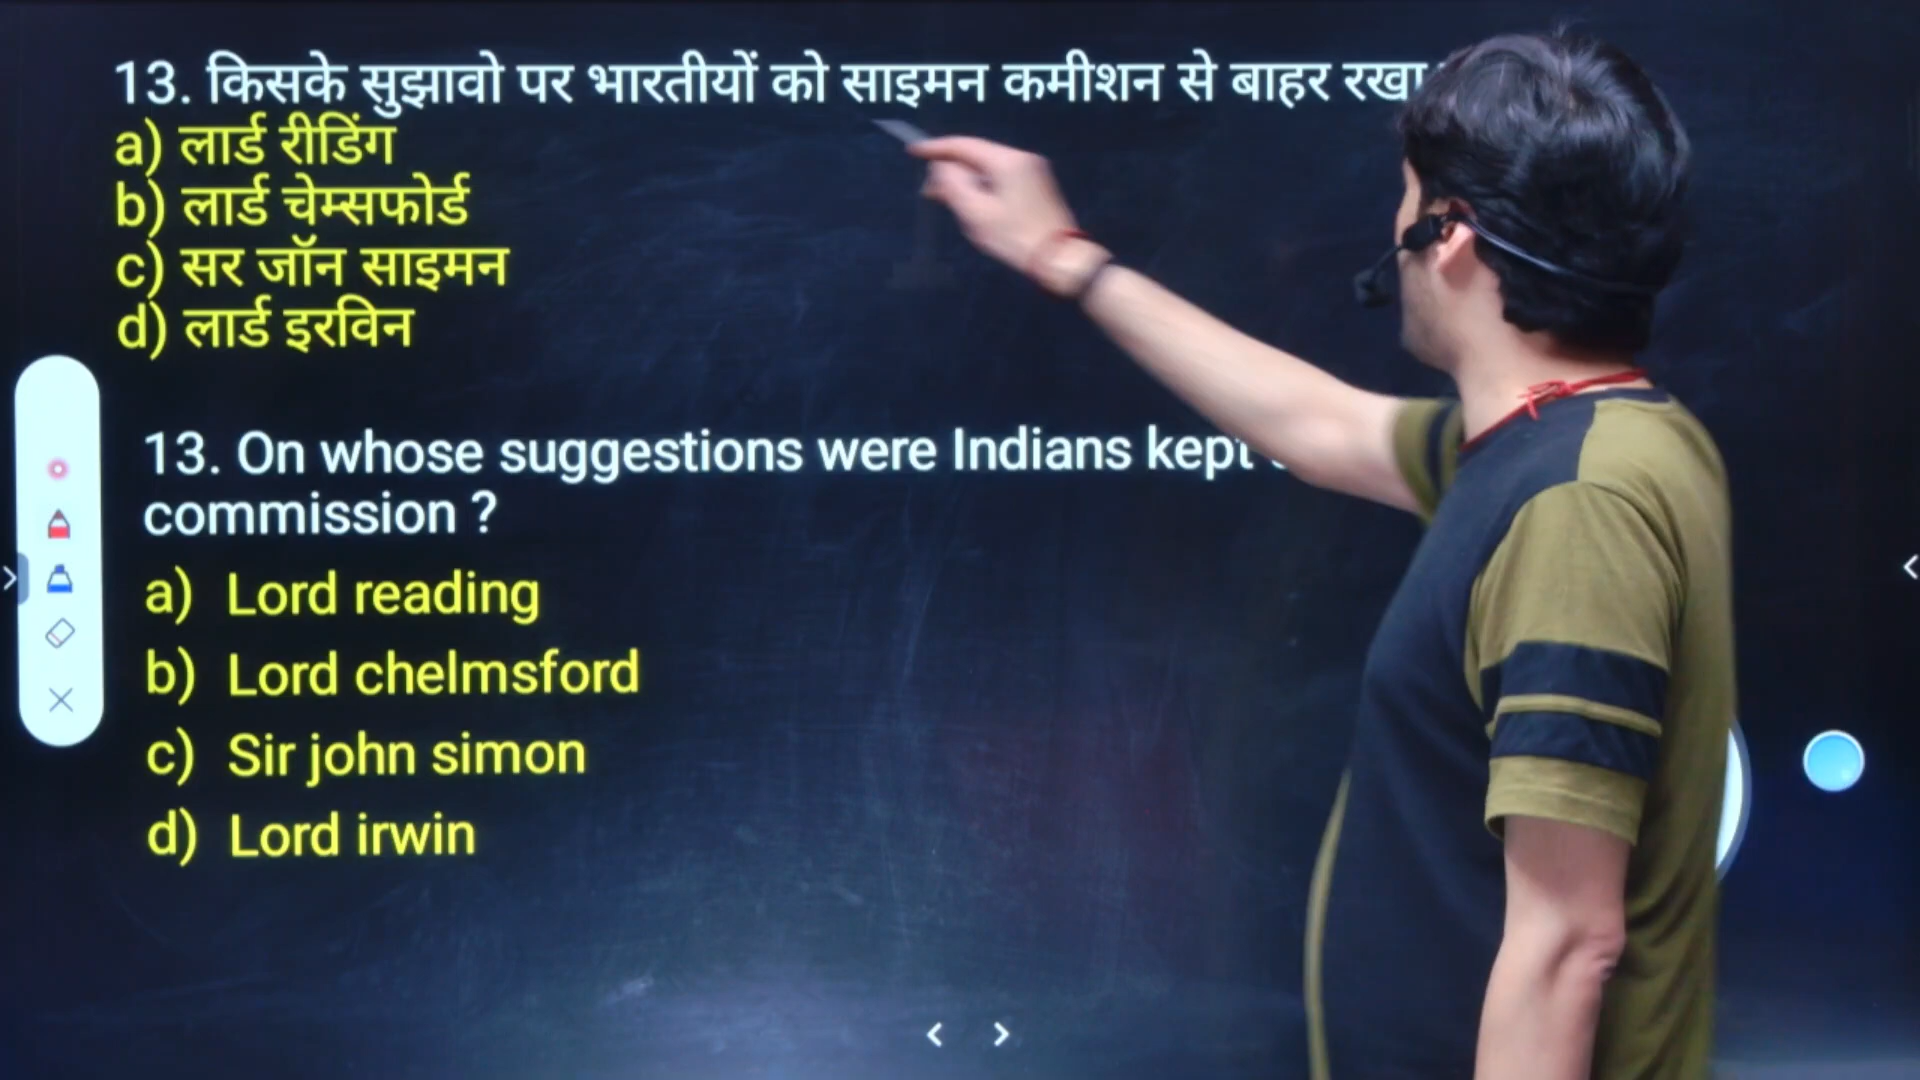 13. किसके सुझावो पर भारतीयों को साइमन कमीशन से बाहर रखा
a) लार्ड रीडिंग
b) लार्ड चेम्सफोर्ड
c) सर जॉन साइमन
d) लार्ड इरविन
13. On whose suggestions were Indians kept
commission ?
a) Lord reading
b) Lord chelmsford
c) Sir john simon
d) Lord irwin